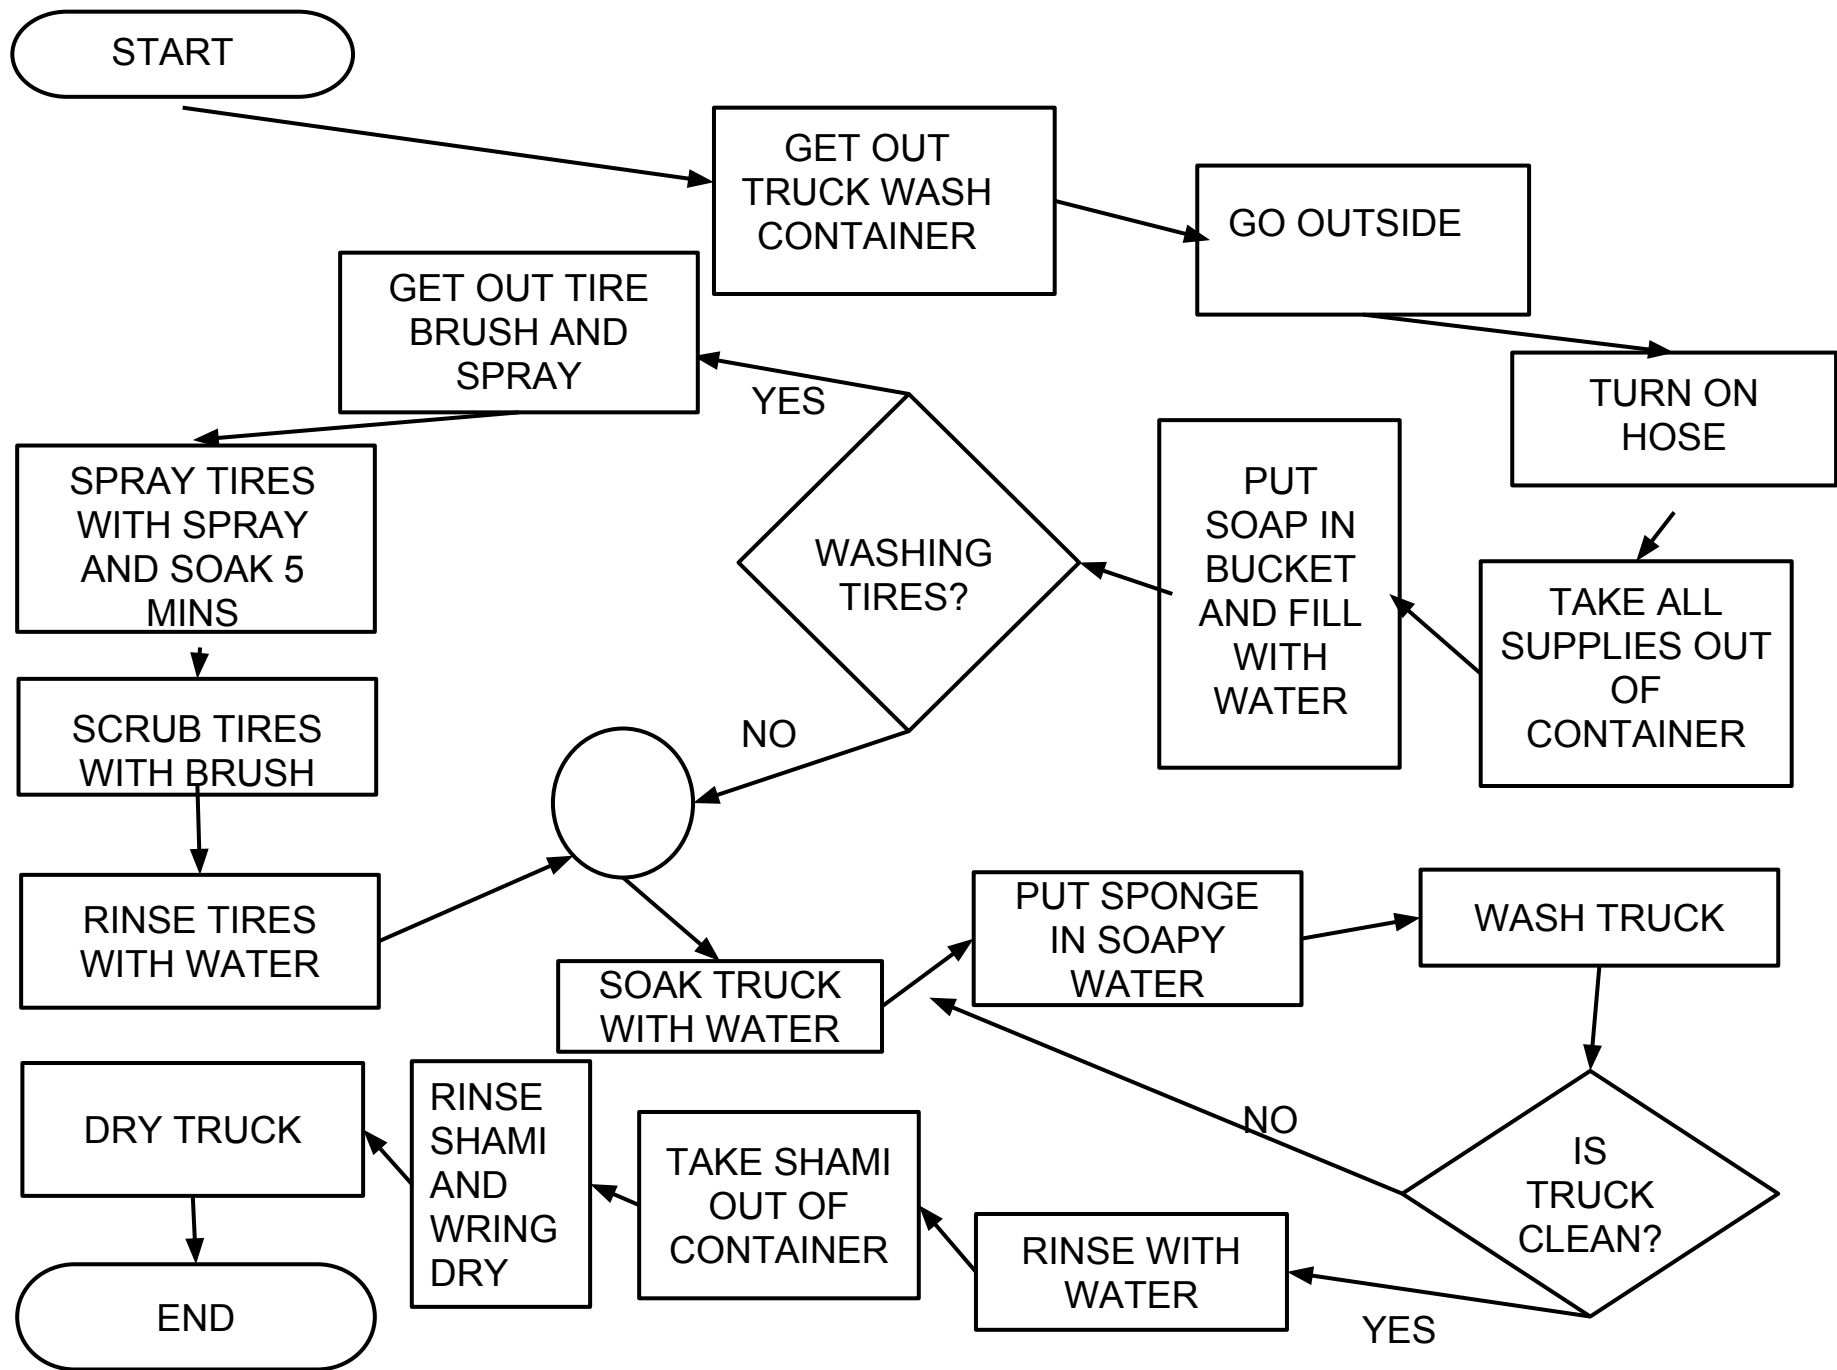 START
GET OUT
TRUCK WASH
CONTAINER
GO OUTSIDE
TURN ON
HOSE
TAKE ALL
SUPPLIES OUT
OF
CONTAINER
PUT
SOAP IN
BUCKET
AND FILL
WITH
WATER
WASHING
TIRES?
YES
GET OUT TIRE
BRUSH AND
SPRAY
SPRAY TIRES
WITH SPRAY
AND SOAK 5
MINS
SCRUB TIRES
WITH BRUSH
RINSE TIRES
WITH WATER
NO
SOAK TRUCK
WITH WATER
PUT SPONGE
IN SOAPY
WATER
WASH TRUCK
IS
TRUCK
CLEAN?
NO
YES
RINSE WITH
WATER
TAKE SHAMI
OUT OF
CONTAINER
RINSE
SHAMI
AND
WRING
DRY
DRY TRUCK
END